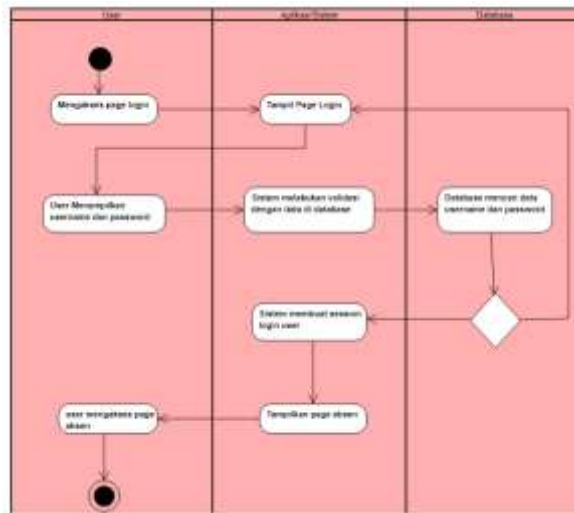 User
Aplikasi/Sistem
Database
Mengakses page login
Tampil Page Login
User Menampilkan
username dan password
Sistem melakukan validasi
dengan data di database
Database mencari data
username dan password
Sistem membuat session
login user
user mengakses page
absen
Tampilkan page absen